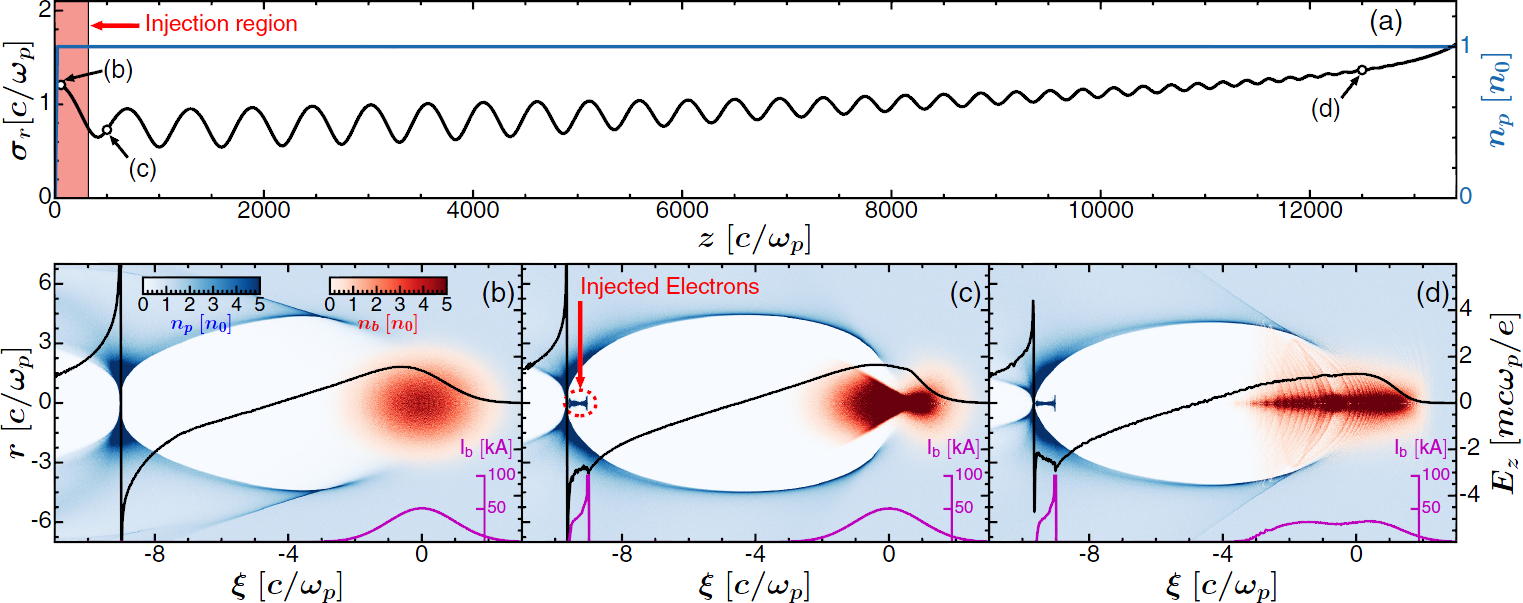 2
1
0
σr [c/ωp]
Injection region
(a)
(b)
(c)
(d)
1
0
np [n0]
0 2000 4000 6000 8000 10000 12000
z [c/ωp]
6
3
0
-3
-6
r [c/ωp]
0 1 2 3 4 5
np [n0]
0 1 2 3 4 5
nb [n0]
(b)
Ib [kA]
100
50
-8 -4 0
ξ [c/ωp]
Injected Electrons
(c)
Ib [kA]
100
50
-8 -4 0
ξ [c/ωp]
(d)
Ib [kA]
100
50
-8 -4 0
ξ [c/ωp]
4
2
0
-2
-4
Ez [mcωp/e]